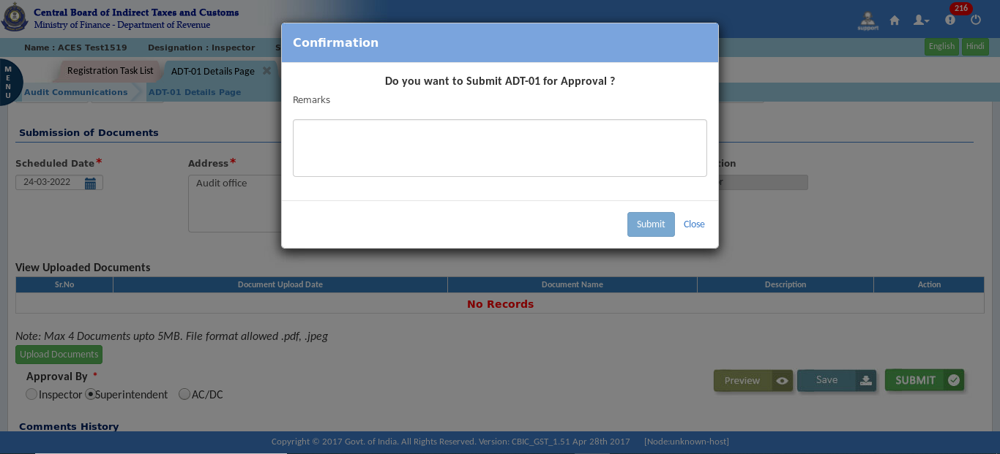 Central Board of Indirect Taxes and Customs
Ministry of Finance - Department of Revenue
216
support
Name : ACES Test1519 Designation : Inspector S
English Hindi
MENU
Registration Task List ADT-01 Details Page
Audit Communications ADT-01 Details Page
Confirmation
Do you want to Submit ADT-01 for Approval ?
Remarks
Submit Close
Submission of Documents
Scheduled Date* Address* tion
24-03-2022 Audit office r
View Uploaded Documents
Sr.No Document Upload Date Document Name Description Action
No Records
Note: Max 4 Documents upto 5MB. File format allowed .pdf, .jpeg
Upload Documents
Approval By *
Inspector Superintendent AC/DC
Preview Save SUBMIT
Comments History
Copyright © 2017 Govt. of India. All Rights Reserved. Version: CBIC_GST_1.51 Apr 28th 2017 [Node:unknown-host]